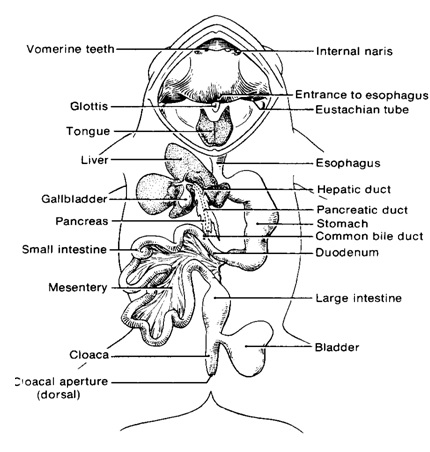 Vomerine teeth
Internal naris
Entrance to esophagus
Glottis
Eustachian tube
Tongue
Liver
Esophagus
Hepatic duct
Gallbladder
Pancreatic duct
Pancreas
Stomach
Common bile duct
Small intestine
Duodenum
Mesentery
Large intestine
Cloaca
Bladder
Cloacal aperture
(dorsal)